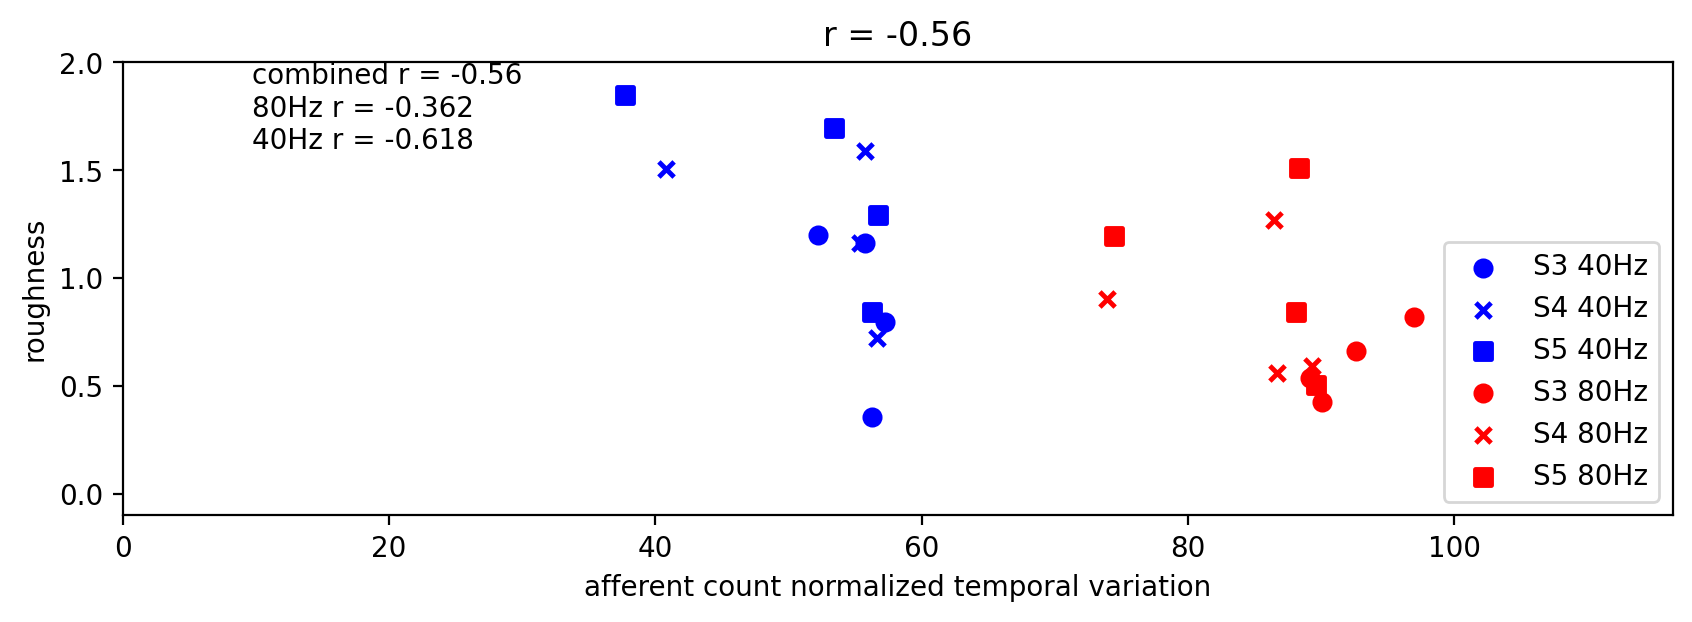 r = -0.56
combined r = -0.56
80Hz r = -0.362
40Hz r = -0.618
2.0
1.5
1.0
0.5
0.0
roughness
S3 40Hz
S4 40Hz
S5 40Hz
S3 80Hz
S4 80Hz
S5 80Hz
0 20 40 60 80 100
afferent count normalized temporal variation